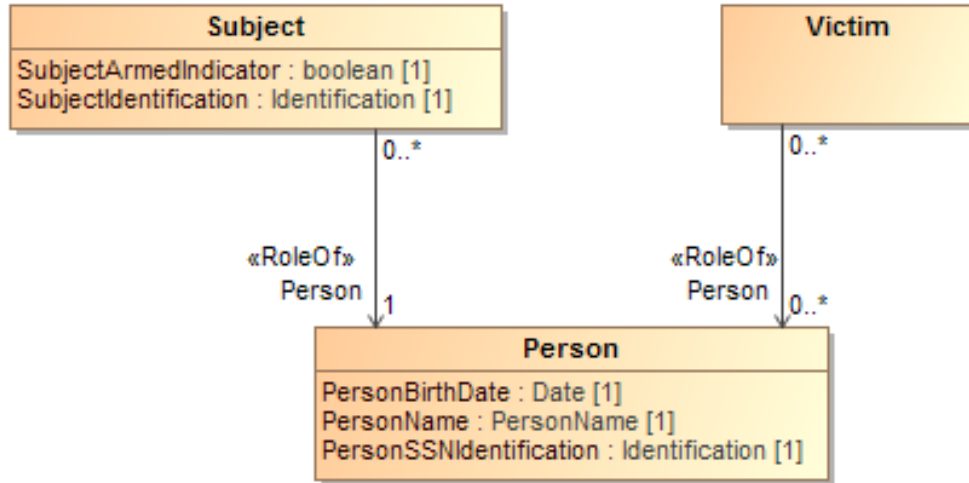 Subject
SubjectArmedIndicator : boolean [1]
SubjectIdentification : Identification [1]
Victim
0..*
0..*
«RoleOf»
Person
1
«RoleOf»
Person
0..*
Person
PersonBirthDate : Date [1]
PersonName : PersonName [1]
PersonSSNIdentification : Identification [1]